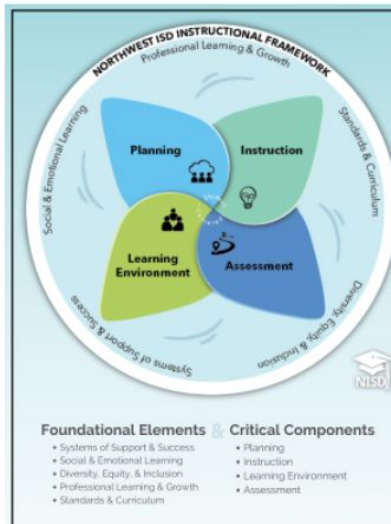 NORTHWEST ISD INSTRUCTIONAL FRAMEWORK
Professional Learning & Growth
Social & Emotional Learning
Standards & Curriculum
Planning
Instruction
Learning
Environment
Assessment
Systems of Support & Success
Diversity, Equity, & Inclusion
NISD
Foundational Elements & Critical Components
• Systems of Support & Success
• Social & Emotional Learning
• Diversity, Equity, & Inclusion
• Professional Learning & Growth
• Standards & Curriculum
• Planning
• Instruction
• Learning Environment
• Assessment